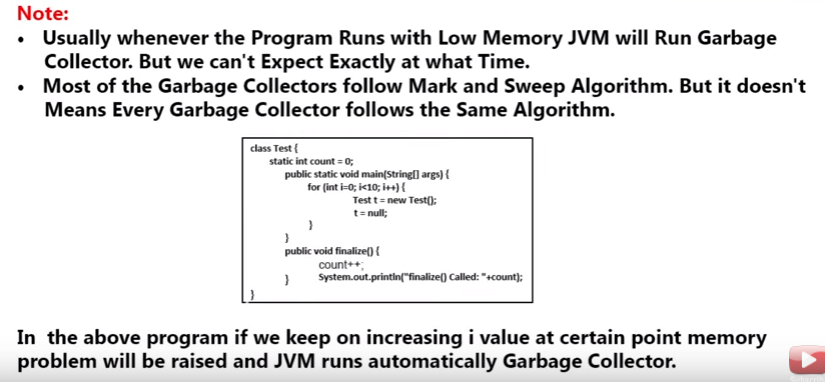 Note:
• Usually whenever the Program Runs with Low Memory JVM will Run Garbage
Collector. But we can't Expect Exactly at what Time.
• Most of the Garbage Collectors follow Mark and Sweep Algorithm. But it doesn't
Means Every Garbage Collector follows the Same Algorithm.
class Test {
static int count = 0;
public static void main(String[] args) {
for (int i=0; i<10; i++) {
Test t = new Test();
t = null;
}
}
public void finalize() {
count++;
} System.out.println("finalize() Called: "+count);
}
In the above program if we keep on increasing i value at certain point memory
problem will be raised and JVM runs automatically Garbage Collector.